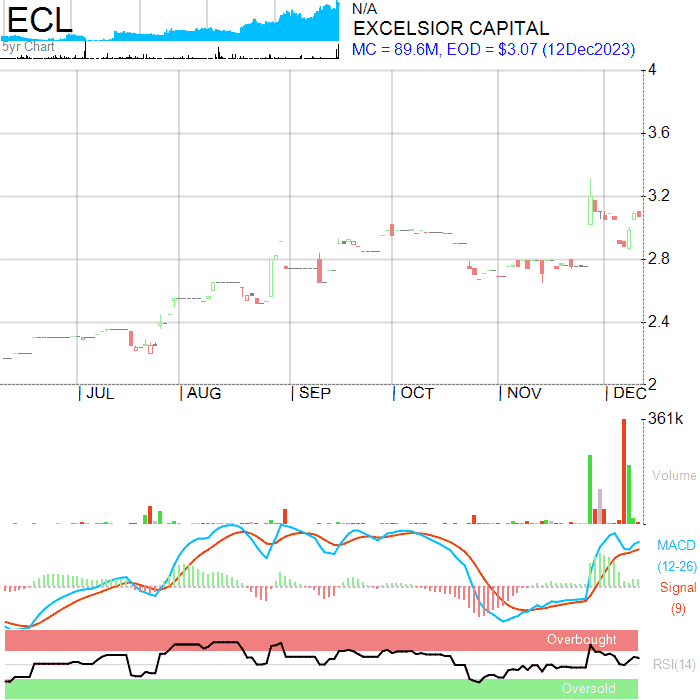 ECL
5yr Chart
N/A
EXCELSIOR CAPITAL
MC = 89.6M, EOD = $3.07 (12Dec2023)
4
3.6
3.2
2.8
2.4
2
JUL
AUG
SEP
OCT
NOV
DEC
361k
Volume
MACD
(12-26)
Signal
(9)
Overbought
RSI(14)
Oversold